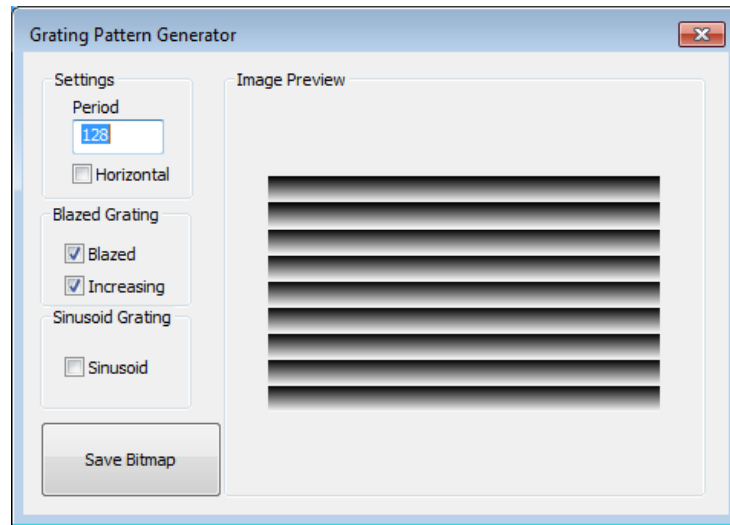 Grating Pattern Generator
Settings
Period
128
Horizontal
Blazed Grating
Blazed
Increasing
Sinusoid Grating
Sinusoid
Save Bitmap
Image Preview